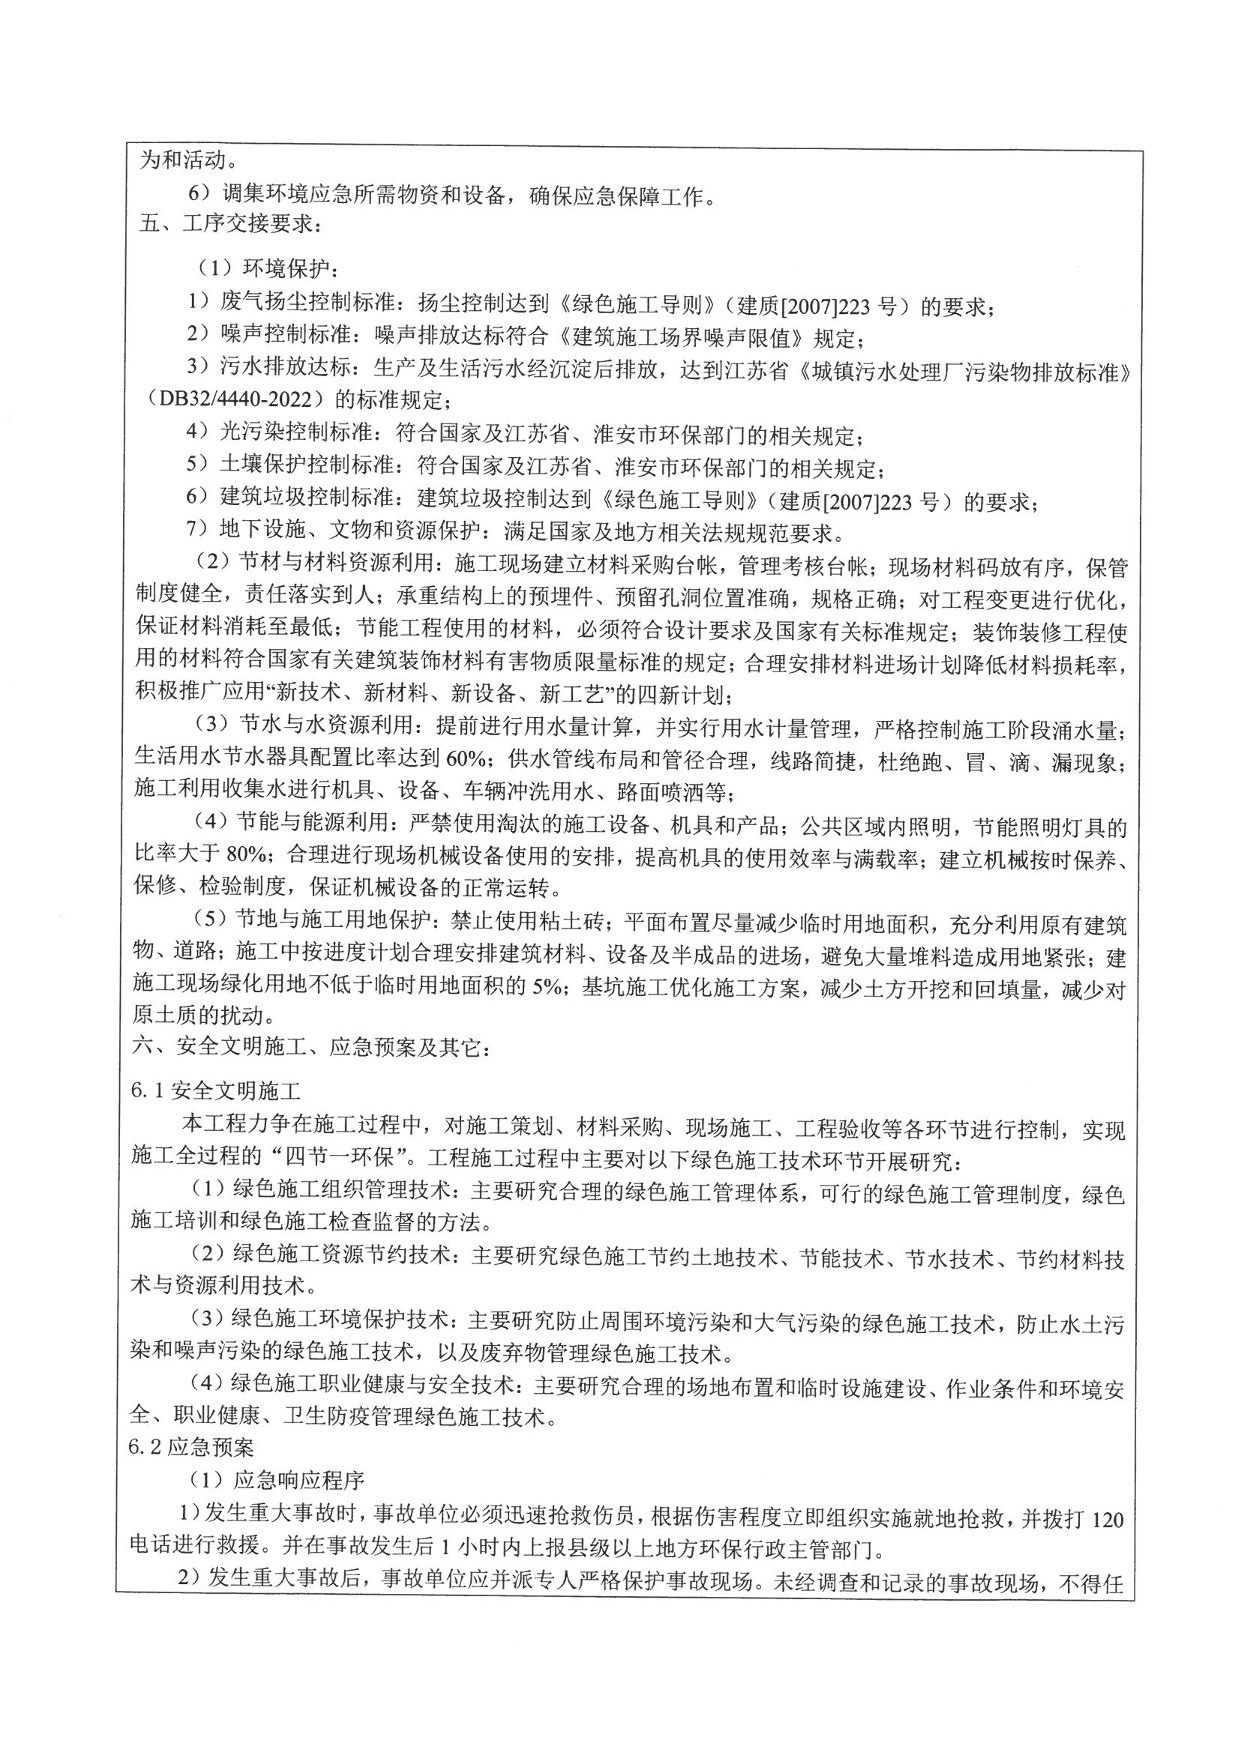 为和活动。
6）调集环境应急所需物资和设备，确保应急保障工作。
五、工序交接要求：
（1）环境保护：
1）废气扬尘控制标准：扬尘控制达到《绿色施工导则》（建质[2007]223 号）的要求；
2）噪声控制标准：噪声排放达标符合《建筑施工场界噪声限值》规定；
3）污水排放达标：生产及生活污水经沉淀后排放，达到江苏省《城镇污水处理厂污染物排放标准》
（DB32/4440-2022）的标准规定；
4）光污染控制标准：符合国家及江苏省、淮安市环保部门的相关规定；
5）土壤保护控制标准：符合国家及江苏省、淮安市环保部门的相关规定；
6）建筑垃圾控制标准：建筑垃圾控制达到《绿色施工导则》（建质[2007]223 号）的要求；
7）地下设施、文物和资源保护：满足国家及地方相关法规规范要求。
（2）节材与材料资源利用：施工现场建立材料采购台帐，管理考核台帐；现场材料码放有序，保管
制度健全，责任落实到人；承重结构上的预埋件、预留孔洞位置准确，规格正确；对工程变更进行优化，
保证材料消耗至最低；节能工程使用的材料，必须符合设计要求及国家有关标准规定；装饰装修工程使
用的材料符合国家有关建筑装饰材料有害物质限量标准的规定；合理安排材料进场计划降低材料损耗率，
积极推广应用“新技术、新材料、新设备、新工艺”的四新计划；
（3）节水与水资源利用：提前进行用水量计算，并实行用水计量管理，严格控制施工阶段涌水量；
生活用水节水器具配置比率达到 60%；供水管线布局和管径合理，线路简捷，杜绝跑、冒、滴、漏现象；
施工利用收集水进行机具、设备、车辆冲洗用水、路面喷洒等；
（4）节能与能源利用：严禁使用淘汰的施工设备、机具和产品；公共区域内照明，节能照明灯具的
比率大于 80%；合理进行现场机械设备使用的安排，提高机具的使用效率与满载率；建立机械按时保养、
保修、检验制度，保证机械设备的正常运转。
（5）节地与施工用地保护：禁止使用粘土砖；平面布置尽量减少临时用地面积，充分利用原有建筑
物、道路；施工中按进度计划合理安排建筑材料、设备及半成品的进场，避免大量堆料造成用地紧张；建
施工现场绿化用地不低于临时用地面积的 5%；基坑施工优化施工方案，减少土方开挖和回填量，减少对
原土质的扰动。
六、安全文明施工、应急预案及其它：
6.1 安全文明施工
本工程力争在施工过程中，对施工策划、材料采购、现场施工、工程验收等各环节进行控制，实现
施工全过程的“四节一环保”。工程施工过程中主要对以下绿色施工技术环节开展研究：
（1）绿色施工组织管理技术：主要研究合理的绿色施工管理体系，可行的绿色施工管理制度，绿色
施工培训和绿色施工检查监督的方法。
（2）绿色施工资源节约技术：主要研究绿色施工节约土地技术、节能技术、节水技术、节约材料技
术与资源利用技术。
（3）绿色施工环境保护技术：主要研究防止周围环境污染和大气污染的绿色施工技术，防止水土污
染和噪声污染的绿色施工技术，以及废弃物管理绿色施工技术。
（4）绿色施工职业健康与安全技术：主要研究合理的场地布置和临时设施建设、作业条件和环境安
全、职业健康、卫生防疫管理绿色施工技术。
6.2 应急预案
（1）应急响应程序
1）发生重大事故时，事故单位必须迅速抢救伤员，根据伤害程度立即组织实施就地抢救，并拨打 120
电话进行救援。并在事故发生后 1 小时内上报县级以上地方环保行政主管部门。
2）发生重大事故后，事故单位应并派专人严格保护事故现场。未经调查和记录的事故现场，不得任